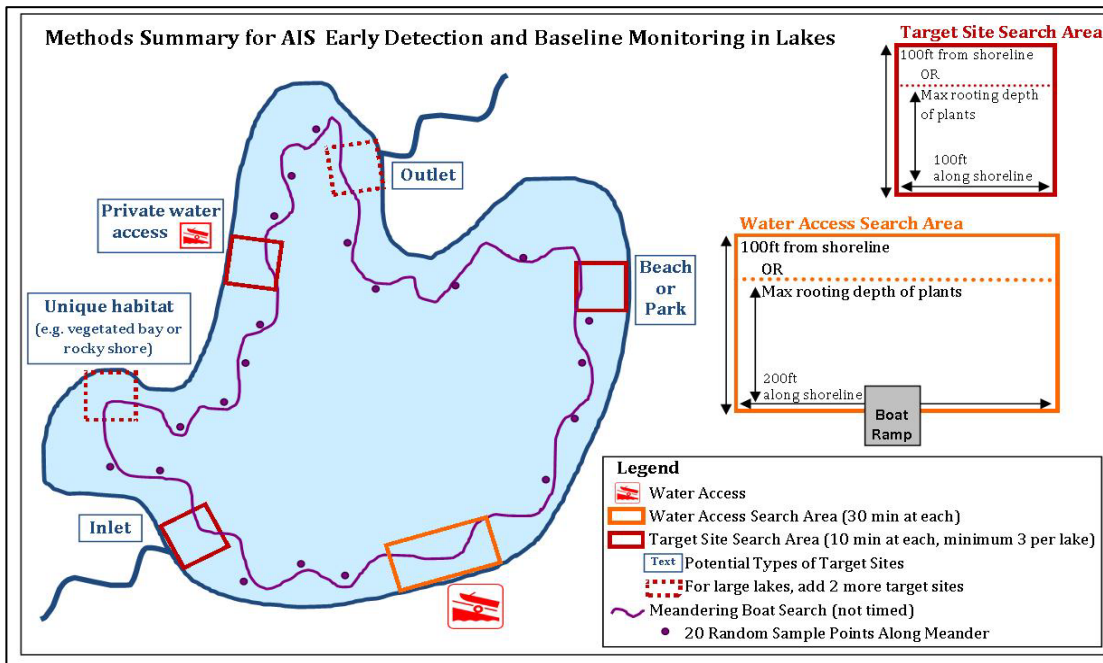 Methods Summary for AIS Early Detection and Baseline Monitoring in Lakes
Outlet
Private water
access
Unique habitat
(e.g. vegetated bay or
rocky shore)
Beach
or
Park
Inlet
Target Site Search Area
100ft from shoreline
OR
Max rooting depth
of plants
100ft
along shoreline
Water Access Search Area
100ft from shoreline
OR
Max rooting depth of plants
200ft
along shoreline
Boat
Ramp
Legend
Water Access
Water Access Search Area (30 min at each)
Target Site Search Area (10 min at each, minimum 3 per lake)
Text
Potential Types of Target Sites
For large lakes, add 2 more target sites
Meandering Boat Search (not timed)
20 Random Sample Points Along Meander